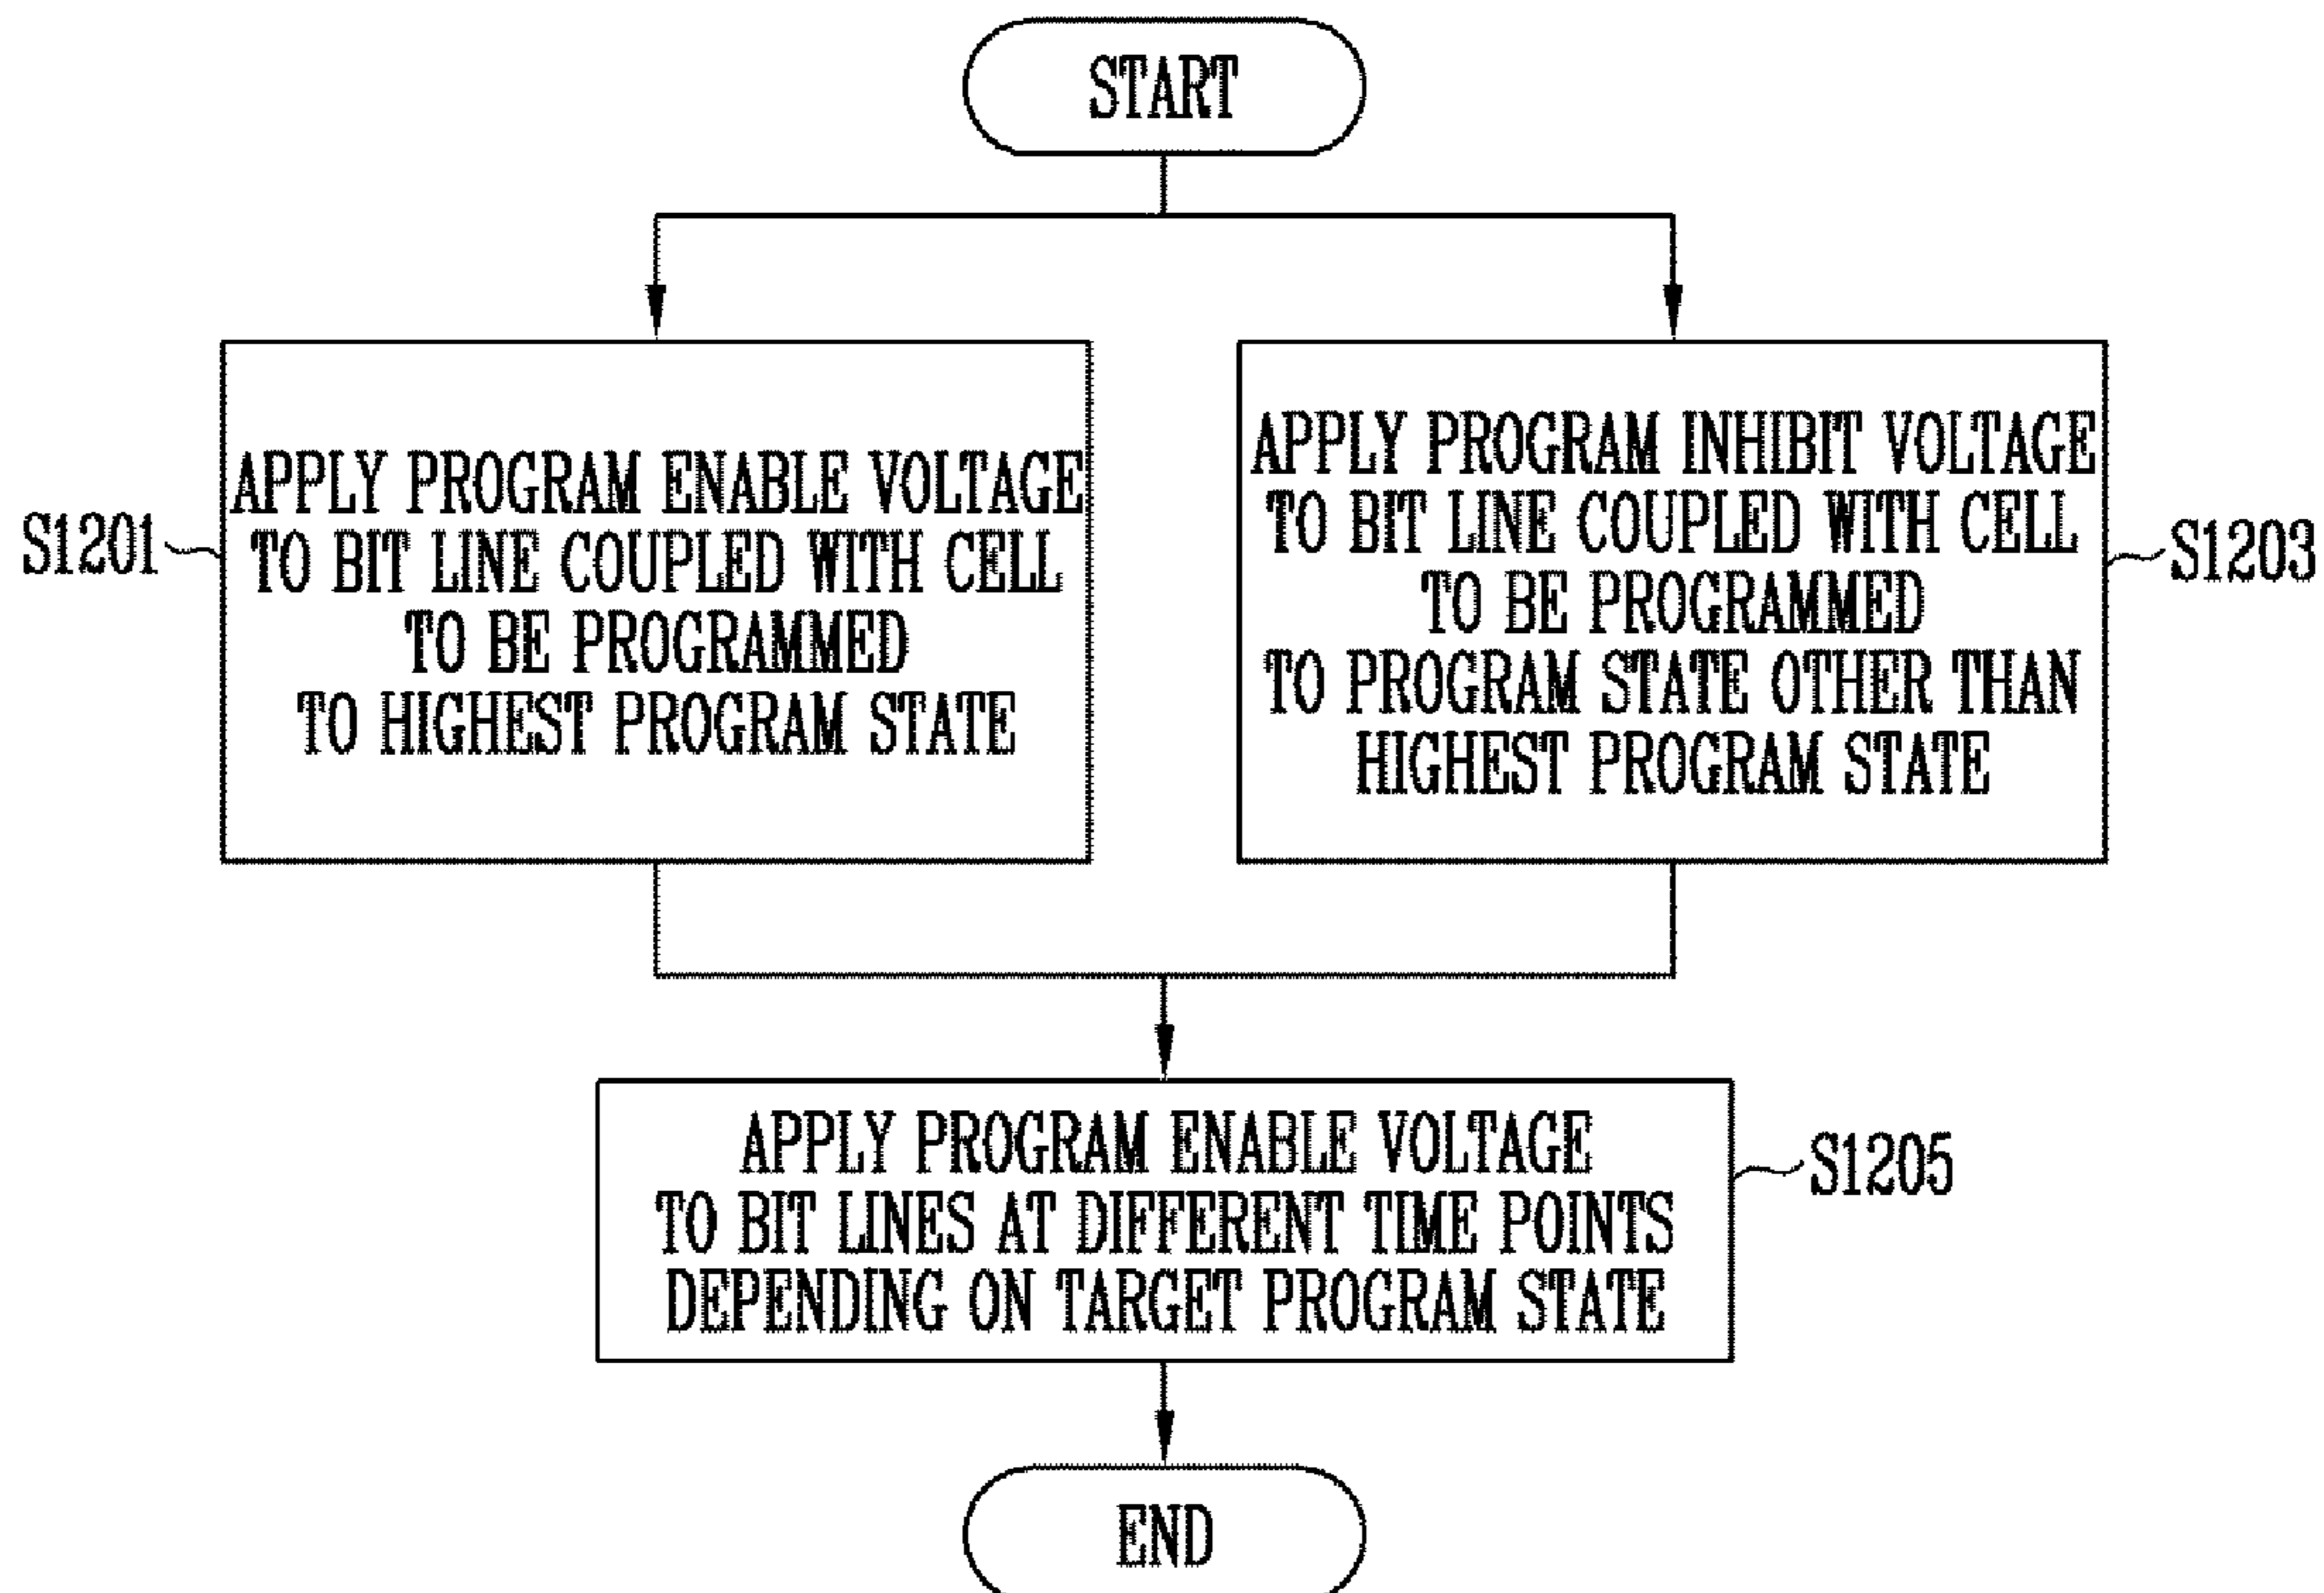 START
S1201
APPLY PROGRAM ENABLE VOLTAGE
TO BIT LINE COUPLED WITH CELL
TO BE PROGRAMMED
TO HIGHEST PROGRAM STATE
APPLY PROGRAM INHIBIT VOLTAGE
TO BIT LINE COUPLED WITH CELL
TO BE PROGRAMMED
TO PROGRAM STATE OTHER THAN
HIGHEST PROGRAM STATE
S1203
APPLY PROGRAM ENABLE VOLTAGE
TO BIT LINES AT DIFFERENT TIME POINTS
DEPENDING ON TARGET PROGRAM STATE
S1205
END